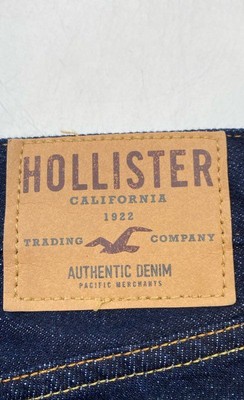 HOLLISTER
CALIFORNIA
1922
TRADING COMPANY
AUTHENTIC DENIM
PACIFIC MERCHANTS